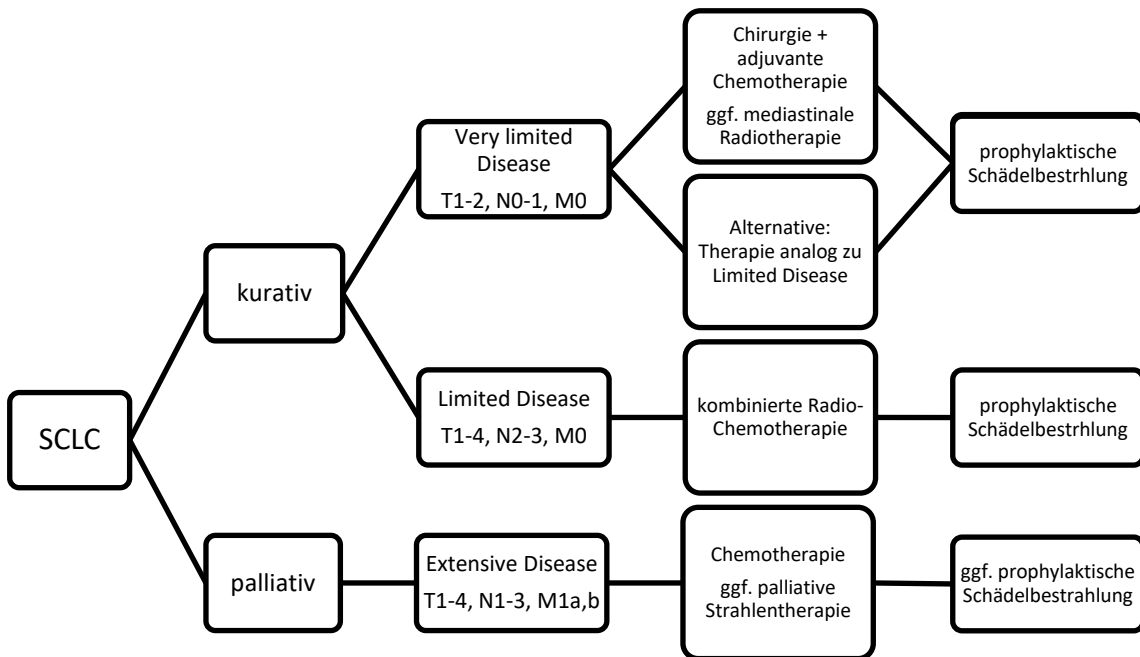 SCLC
kurativ
Very limited
Disease
T1-2, N0-1, M0
Chirurgie +
adjuvante
Chemotherapie
ggf. mediastinale
Radiotherapie
Alternative:
Therapie analog zu
Limited Disease
prophylaktische
Schädelbestrhlung
Limited Disease
T1-4, N2-3, M0
kombinierte Radio-
Chemotherapie
prophylaktische
Schädelbestrhlung
palliativ
Extensive Disease
T1-4, N1-3, M1a,b
Chemotherapie
ggf. palliative
Strahlentherapie
ggf. prophylaktische
Schädelbestrahlung